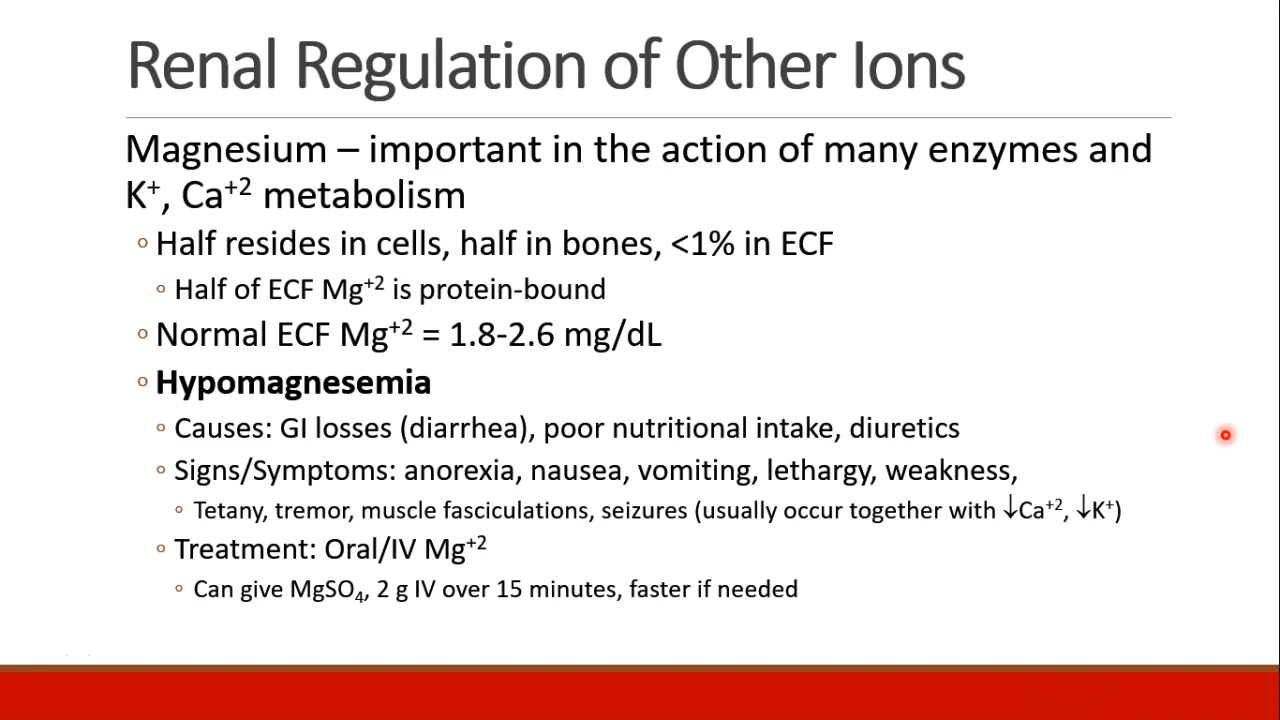 Renal Regulation of Other Ions
Magnesium – important in the action of many enzymes and
K⁺, Ca⁺² metabolism
◦ Half resides in cells, half in bones, <1% in ECF
◦ Half of ECF Mg⁺² is protein-bound
◦ Normal ECF Mg⁺² = 1.8-2.6 mg/dL
◦ Hypomagnesemia
◦ Causes: GI losses (diarrhea), poor nutritional intake, diuretics
◦ Signs/Symptoms: anorexia, nausea, vomiting, lethargy, weakness,
◦ Tetany, tremor, muscle fasciculations, seizures (usually occur together with ↓Ca⁺², ↓K⁺)
◦ Treatment: Oral/IV Mg⁺²
◦ Can give MgSO₄, 2 g IV over 15 minutes, faster if needed